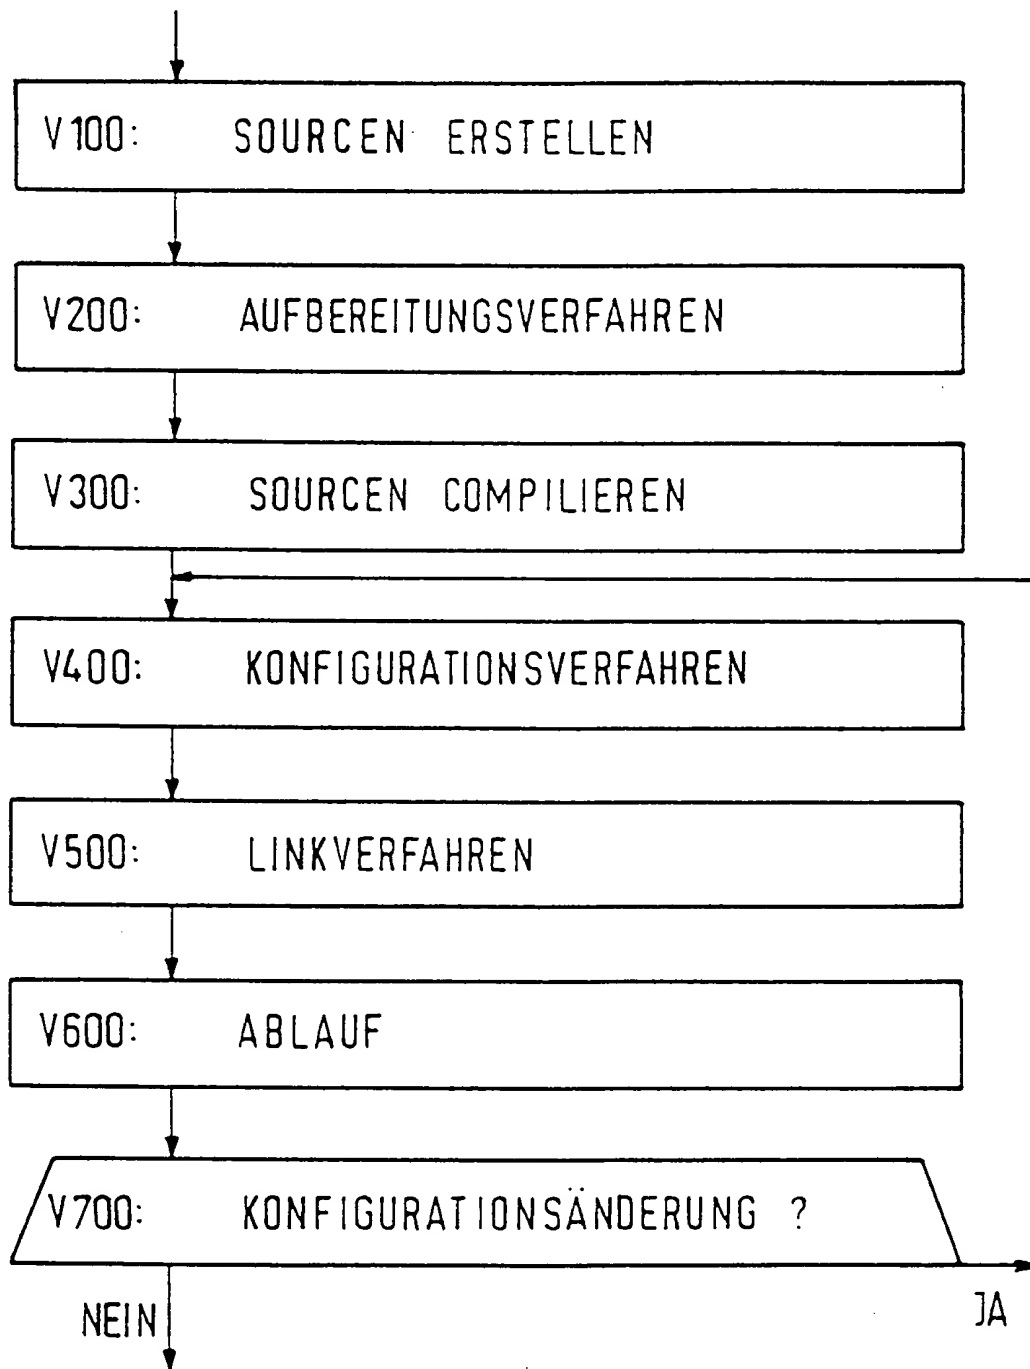 V100: SOURCEN ERSTELLEN
V200: AUFBEREITUNGSVERFAHREN
V300: SOURCEN COMPILIEREN
V400: KONFIGURATIONSVERFAHREN
V500: LINKVERFAHREN
V600: ABLAUF
V700: KONFIGURATIONSÄNDERUNG ?
NEIN
JA